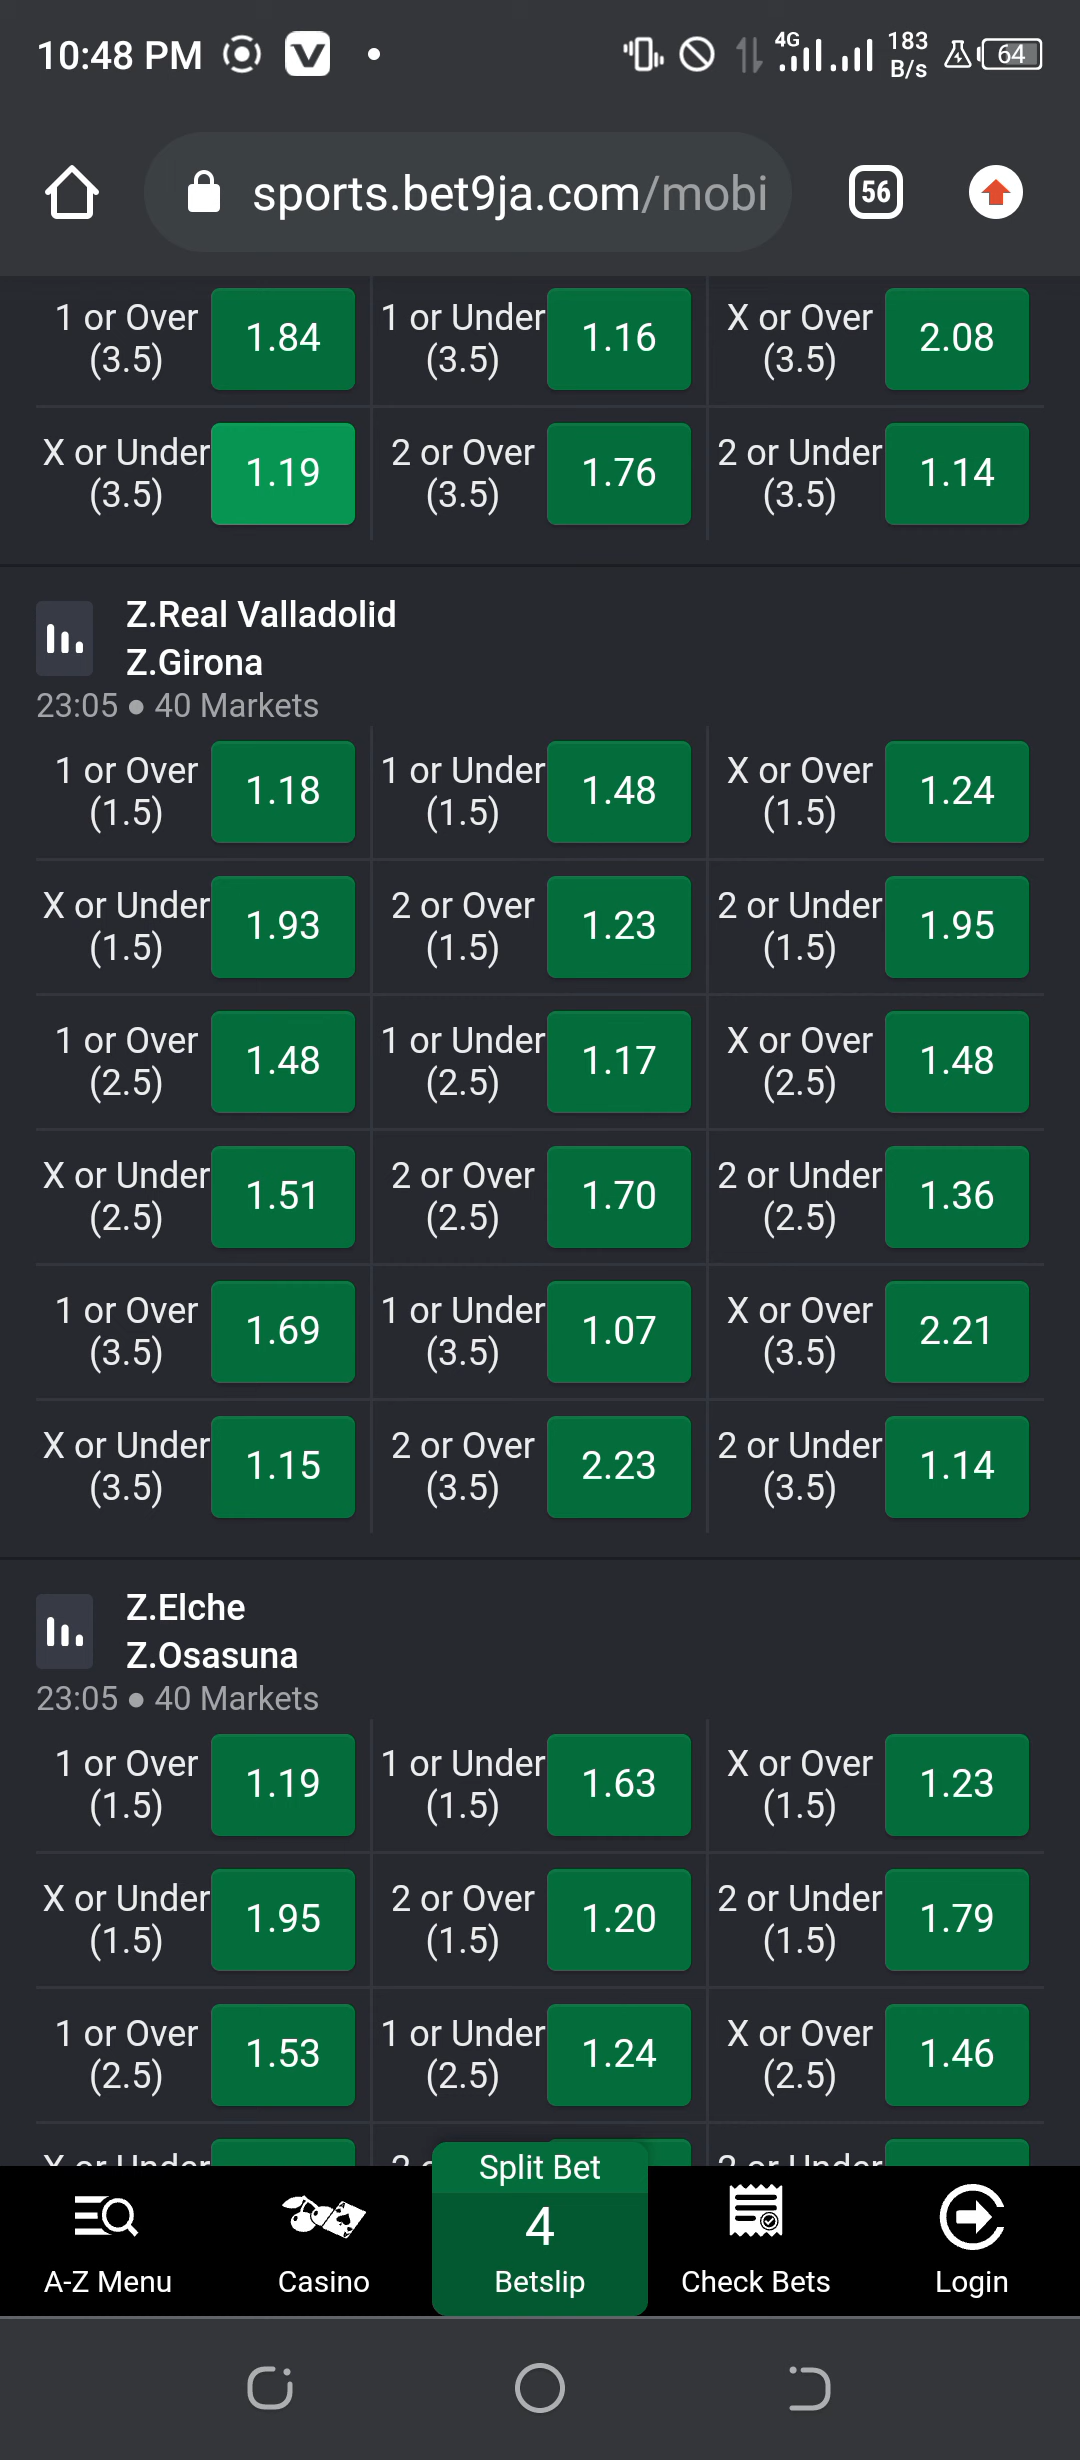 10:48 PM
4G
183
B/s
64
sports.bet9ja.com/mobi
56
1 or Over
(3.5)
1.84
1 or Under
(3.5)
1.16
X or Over
(3.5)
2.08
X or Under
(3.5)
1.19
2 or Over
(3.5)
1.76
2 or Under
(3.5)
1.14
Z.Real Valladolid
Z.Girona
23:05 ● 40 Markets
1 or Over
(1.5)
1.18
1 or Under
(1.5)
1.48
X or Over
(1.5)
1.24
X or Under
(1.5)
1.93
2 or Over
(1.5)
1.23
2 or Under
(1.5)
1.95
1 or Over
(2.5)
1.48
1 or Under
(2.5)
1.17
X or Over
(2.5)
1.48
X or Under
(2.5)
1.51
2 or Over
(2.5)
1.70
2 or Under
(2.5)
1.36
1 or Over
(3.5)
1.69
1 or Under
(3.5)
1.07
X or Over
(3.5)
2.21
X or Under
(3.5)
1.15
2 or Over
(3.5)
2.23
2 or Under
(3.5)
1.14
Z.Elche
Z.Osasuna
23:05 ● 40 Markets
1 or Over
(1.5)
1.19
1 or Under
(1.5)
1.63
X or Over
(1.5)
1.23
X or Under
(1.5)
1.95
2 or Over
(1.5)
1.20
2 or Under
(1.5)
1.79
1 or Over
(2.5)
1.53
1 or Under
(2.5)
1.24
X or Over
(2.5)
1.46
X or Under
2 or Under
Split Bet
4
Betslip
A-Z Menu
Casino
Check Bets
Login